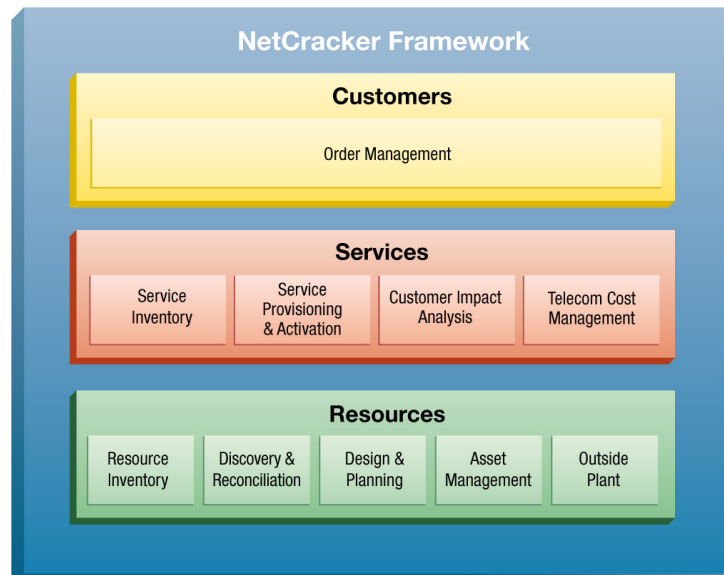 NetCracker Framework
Customers
Order Management
Services
Service
Inventory
Service
Provisioning
& Activation
Customer Impact
Analysis
Telecom Cost
Management
Resources
Resource
Inventory
Discovery &
Reconciliation
Design &
Planning
Asset
Management
Outside
Plant